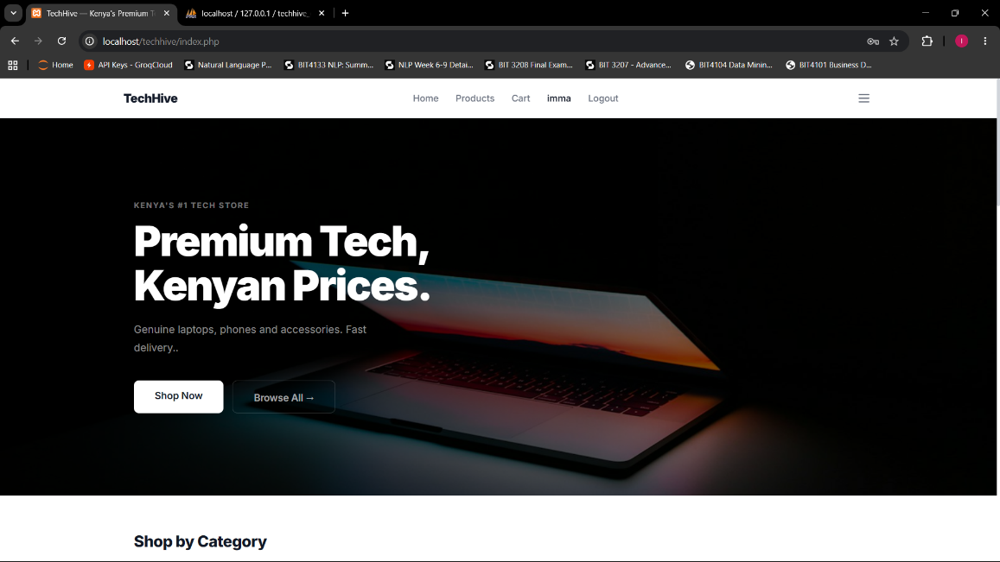 TechHive — Kenya's Premium T
localhost / 127.0.0.1 / techhive_
localhost/techhive/index.php
I
Home
API Keys - GroqCloud
Natural Language P...
BIT4133 NLP: Summ...
NLP Week 6-9 Detai...
BIT 3208 Final Exam...
BIT 3207 - Advance...
BIT4104 Data Minin...
BIT4101 Business D...
TechHive
Home
Products
Cart
imma
Logout
KENYA'S #1 TECH STORE
Premium Tech,
Kenyan Prices.
Genuine laptops, phones and accessories. Fast
delivery..
Shop Now
Browse All →
Shop by Category